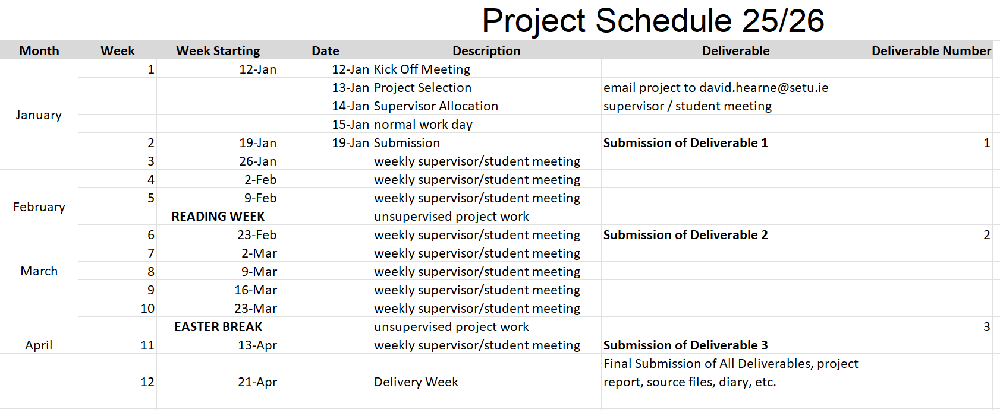 Project Schedule 25/26
Month Week Week Starting Date Description Deliverable Deliverable Number
January 1 12-Jan 12-Jan Kick Off Meeting
13-Jan Project Selection email project to david.hearne@setu.ie
14-Jan Supervisor Allocation supervisor / student meeting
15-Jan normal work day
2 19-Jan 19-Jan Submission Submission of Deliverable 1 1
3 26-Jan weekly supervisor/student meeting
February 4 2-Feb weekly supervisor/student meeting
5 9-Feb weekly supervisor/student meeting
READING WEEK unsupervised project work
6 23-Feb weekly supervisor/student meeting Submission of Deliverable 2 2
March 7 2-Mar weekly supervisor/student meeting
8 9-Mar weekly supervisor/student meeting
9 16-Mar weekly supervisor/student meeting
April 10 23-Mar weekly supervisor/student meeting
EASTER BREAK unsupervised project work 3
11 13-Apr weekly supervisor/student meeting Submission of Deliverable 3
12 21-Apr Delivery Week Final Submission of All Deliverables, project
report, source files, diary, etc.